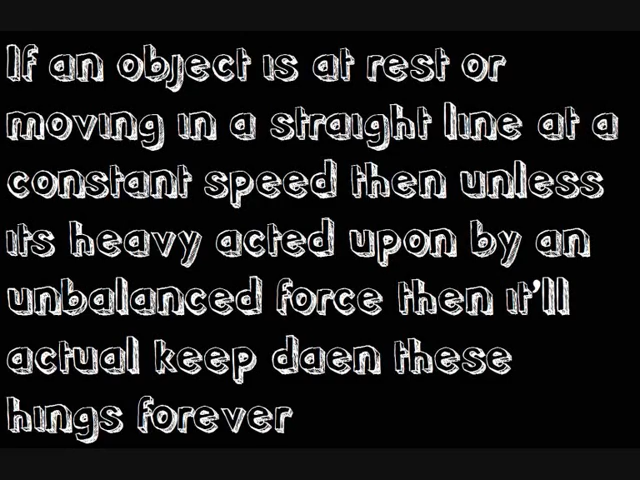 If an object is at rest or
moving in a straight line at a
constant speed then unless
its heavy acted upon by an
unbalanced force then it'll
actual keep daen these
hings forever